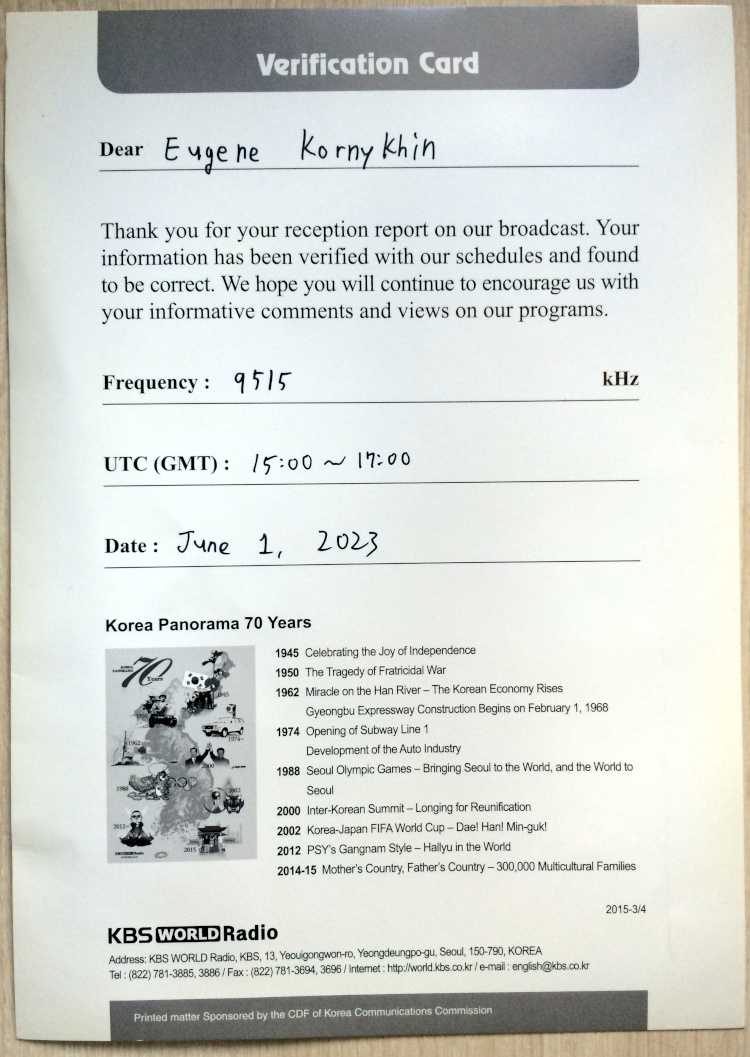 Verification Card
Dear Eugene Kornykhin
Thank you for your reception report on our broadcast. Your
information has been verified with our schedules and found
to be correct. We hope you will continue to encourage us with
your informative comments and views on our programs.
Frequency : 9515 kHz
UTC (GMT) : 15:00 ~ 17:00
Date : June 1, 2023
Korea Panorama 70 Years
70
Years
1945
1962
1974
2000
1988
2002
2012
2015
1945 Celebrating the Joy of Independence
1950 The Tragedy of Fratricidal War
1962 Miracle on the Han River – The Korean Economy Rises
Gyeongbu Expressway Construction Begins on February 1, 1968
1974 Opening of Subway Line 1
Development of the Auto Industry
1988 Seoul Olympic Games – Bringing Seoul to the World, and the World to
Seoul
2000 Inter-Korean Summit – Longing for Reunification
2002 Korea-Japan FIFA World Cup – Dae! Han! Min-guk!
2012 PSY's Gangnam Style – Hallyu in the World
2014-15 Mother's Country, Father's Country – 300,000 Multicultural Families
2015-3/4
KBS WORLD Radio
Address: KBS WORLD Radio, KBS, 13, Yeouigongwon-ro, Yeongdeungpo-gu, Seoul, 150-790, KOREA
Tel : (822) 781-3885, 3886 / Fax : (822) 781-3694, 3696 / Internet : http://world.kbs.co.kr / e-mail : english@kbs.co.kr
Printed matter Sponsored by the CDF of Korea Communications Commission